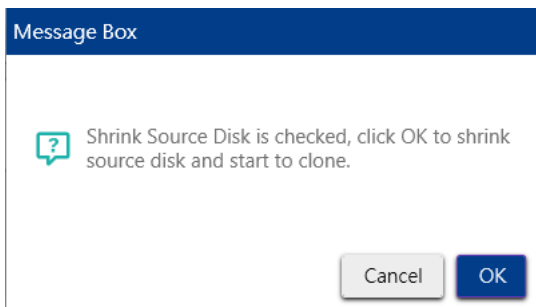 Message Box
Shrink Source Disk is checked, click OK to shrink
source disk and start to clone.
Cancel
OK